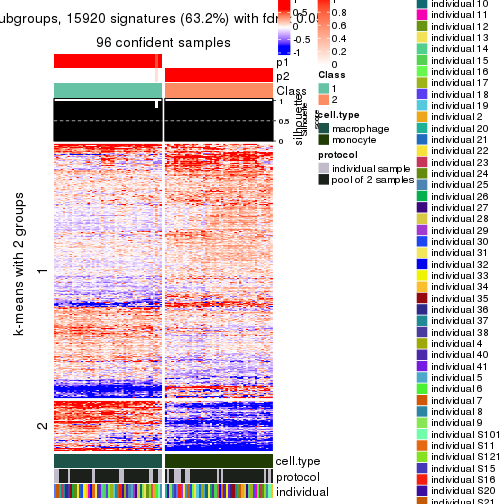 ubgroups, 15920 signatures (63.2%) with fdr
96 confident samples
p1
p2
Class
1
0.5
0
silhouette
k-means with 2 groups
1
2
cell.type
protocol
individual
0.5
0
-0.5
-1
1
0.8
0.6
0.4
0.2
0
Class
1
2
cell.type
macrophage
monocyte
protocol
individual sample
pool of 2 samples
individual 10
individual 11
individual 12
individual 13
individual 14
individual 15
individual 16
individual 17
individual 18
individual 19
individual 2
individual 20
individual 21
individual 22
individual 23
individual 24
individual 25
individual 26
individual 27
individual 28
individual 29
individual 30
individual 31
individual 32
individual 33
individual 34
individual 35
individual 36
individual 37
individual 38
individual 4
individual 40
individual 41
individual 5
individual 6
individual 7
individual 8
individual 9
individual S101
individual S11
individual S121
individual S15
individual S16
individual S20
individual S21